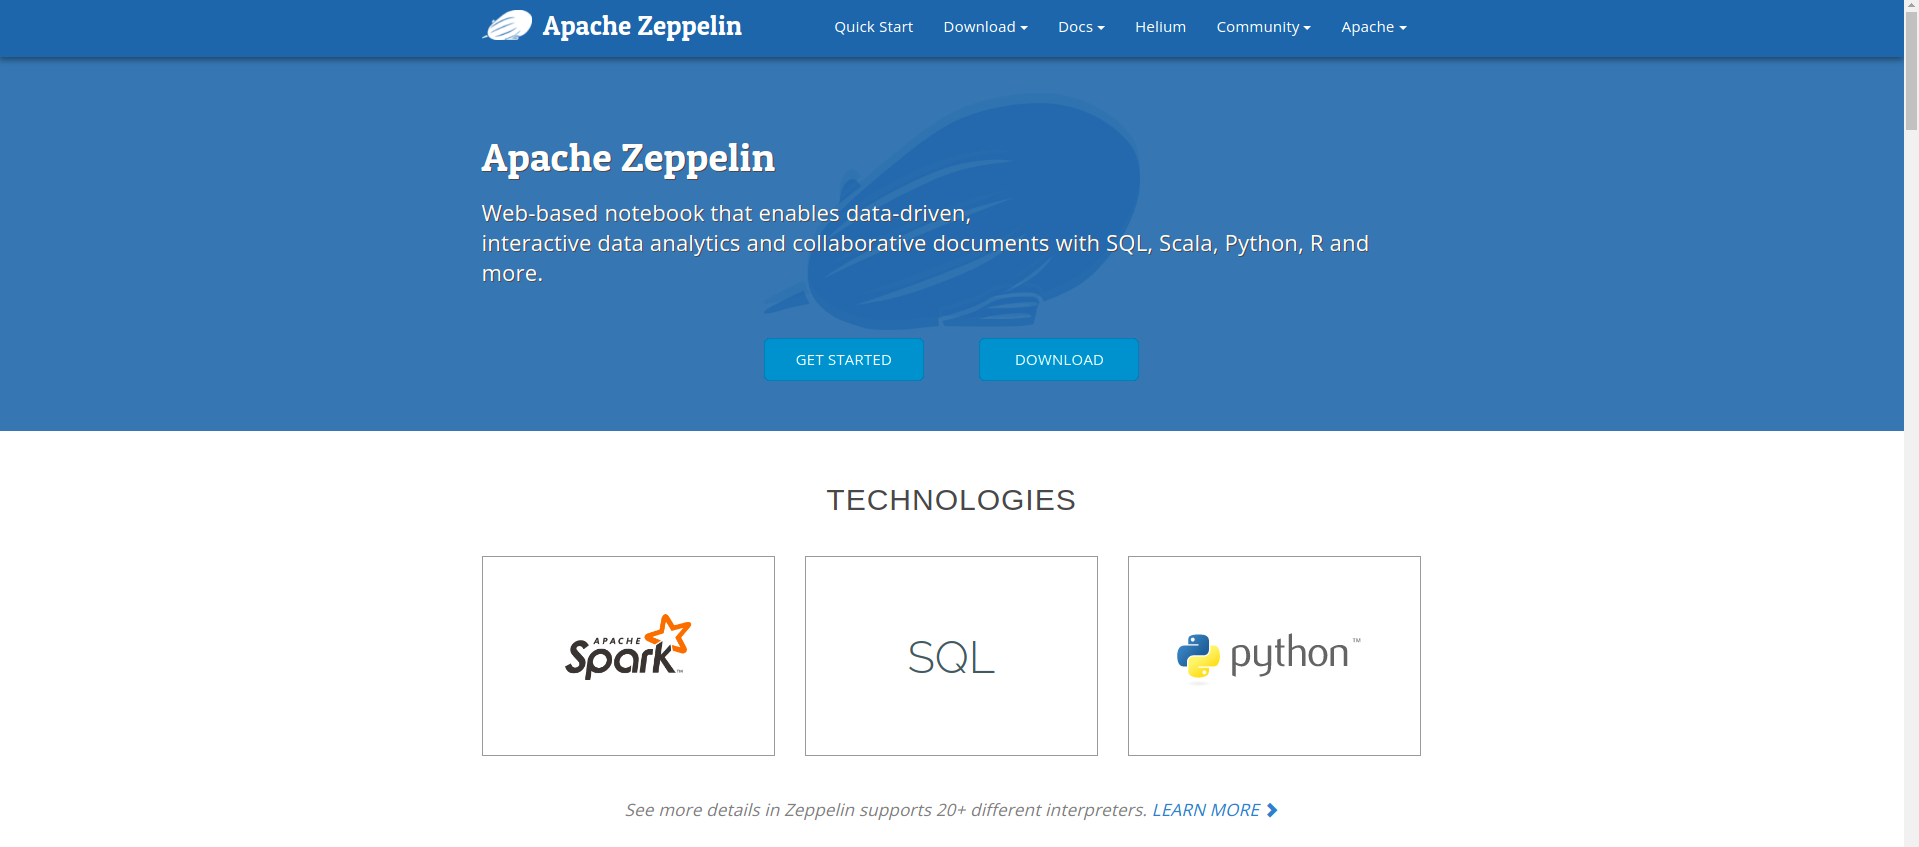 Apache Zeppelin
Quick Start Download Docs Helium Community Apache
Apache Zeppelin
Web-based notebook that enables data-driven,
interactive data analytics and collaborative documents with SQL, Scala, Python, R and
more.
GET STARTED DOWNLOAD
TECHNOLOGIES
APACHE
Spark™
SQL
python™
See more details in Zeppelin supports 20+ different interpreters. LEARN MORE